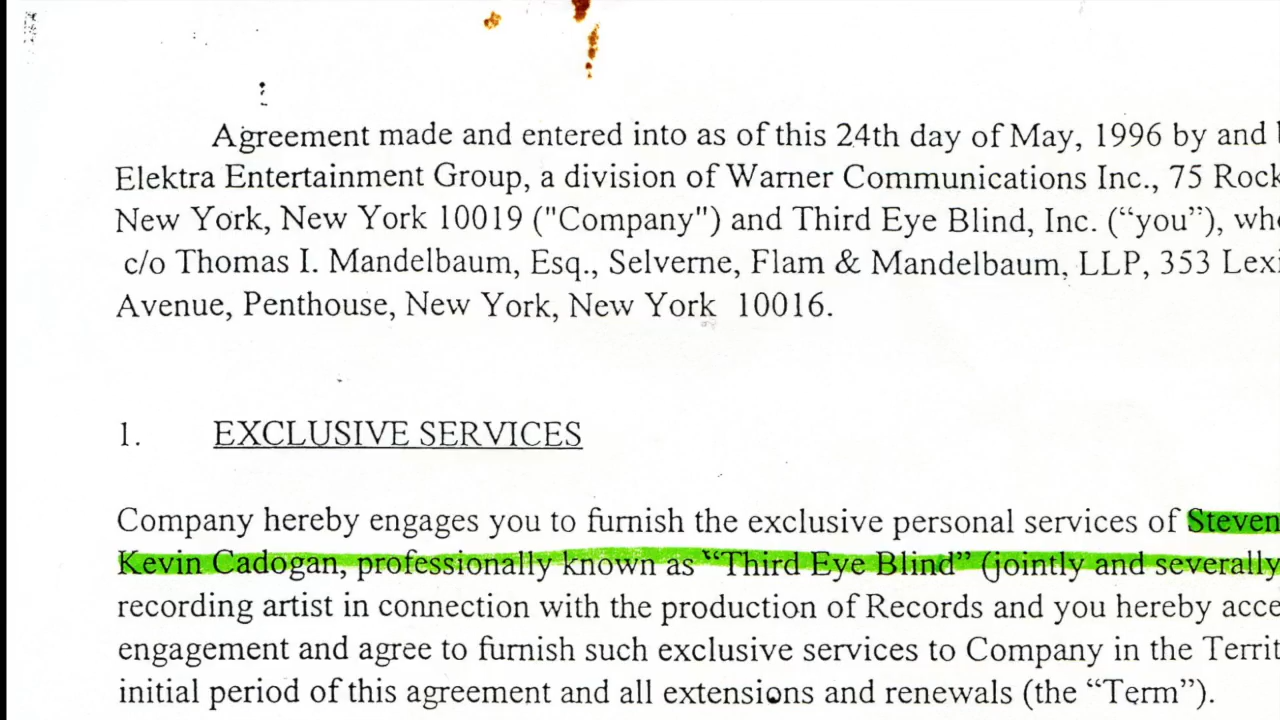 Agreement made and entered into as of this 24th day of May, 1996 by and
Elektra Entertainment Group, a division of Warner Communications Inc., 75 Rock
New York, New York 10019 ("Company") and Third Eye Blind, Inc. (“you”), who
c/o Thomas I. Mandelbaum, Esq., Selverne, Flam & Mandelbaum, LLP, 353 Lexi
Avenue, Penthouse, New York, New York 10016.
1. EXCLUSIVE SERVICES
Company hereby engages you to furnish the exclusive personal services of Steven
Kevin Cadogan, professionally known as “Third Eye Blind” (jointly and severally
recording artist in connection with the production of Records and you hereby acce
engagement and agree to furnish such exclusive services to Company in the Territ
initial period of this agreement and all extensions and renewals (the “Term”).